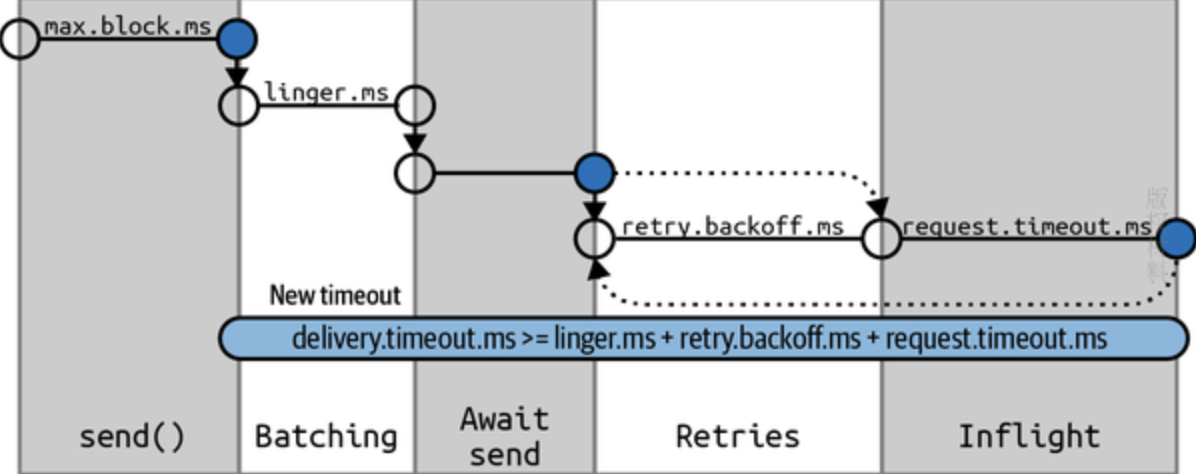 max.block.ms
linger.ms
retry.backoff.ms
request.timeout.ms
New timeout
delivery.timeout.ms >= linger.ms + retry.backoff.ms + request.timeout.ms
send()
Batching
Await
send
Retries
Inflight